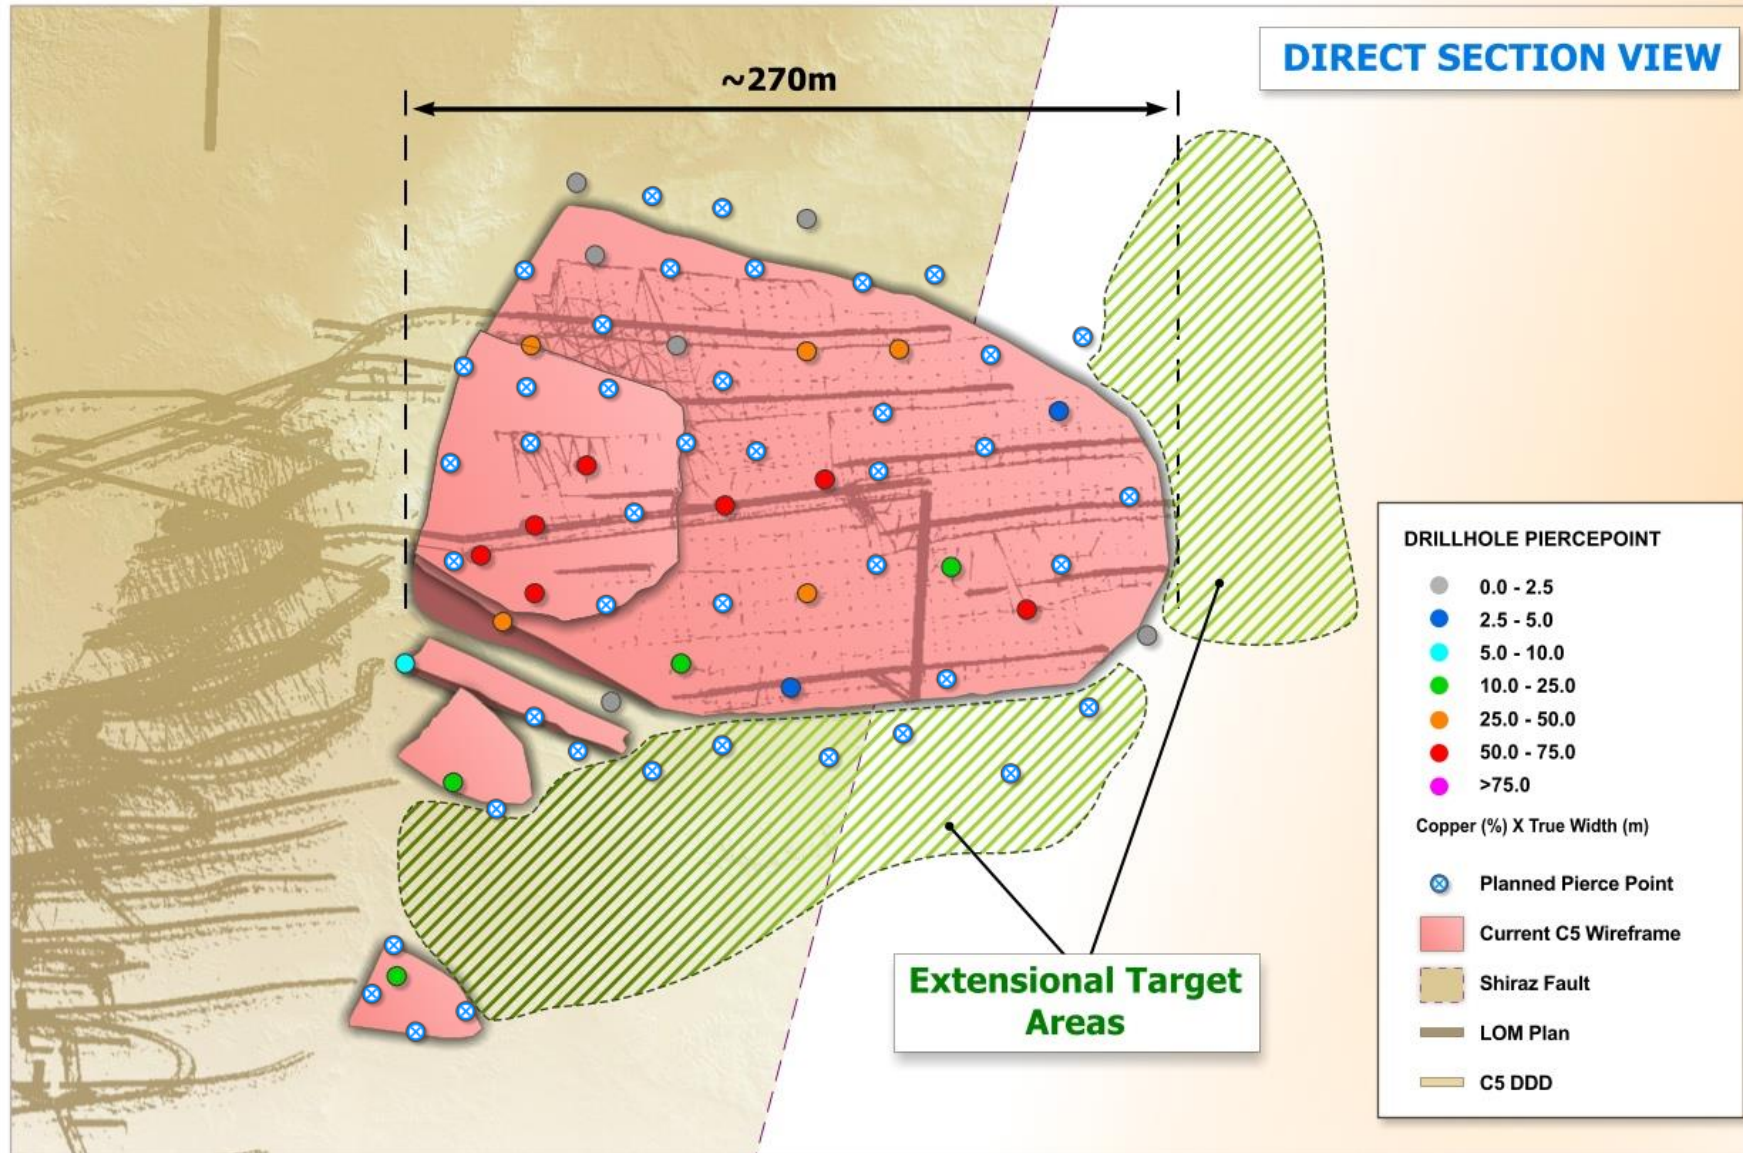 DIRECT SECTION VIEW
~270m
DRILLHOLE PIERCEPOINT
0.0 - 2.5
2.5 - 5.0
5.0 - 10.0
10.0 - 25.0
25.0 - 50.0
50.0 - 75.0
>75.0
Copper (%) X True Width (m)
Planned Pierce Point
Current C5 Wireframe
Shiraz Fault
LOM Plan
C5 DDD
Extensional Target
Areas